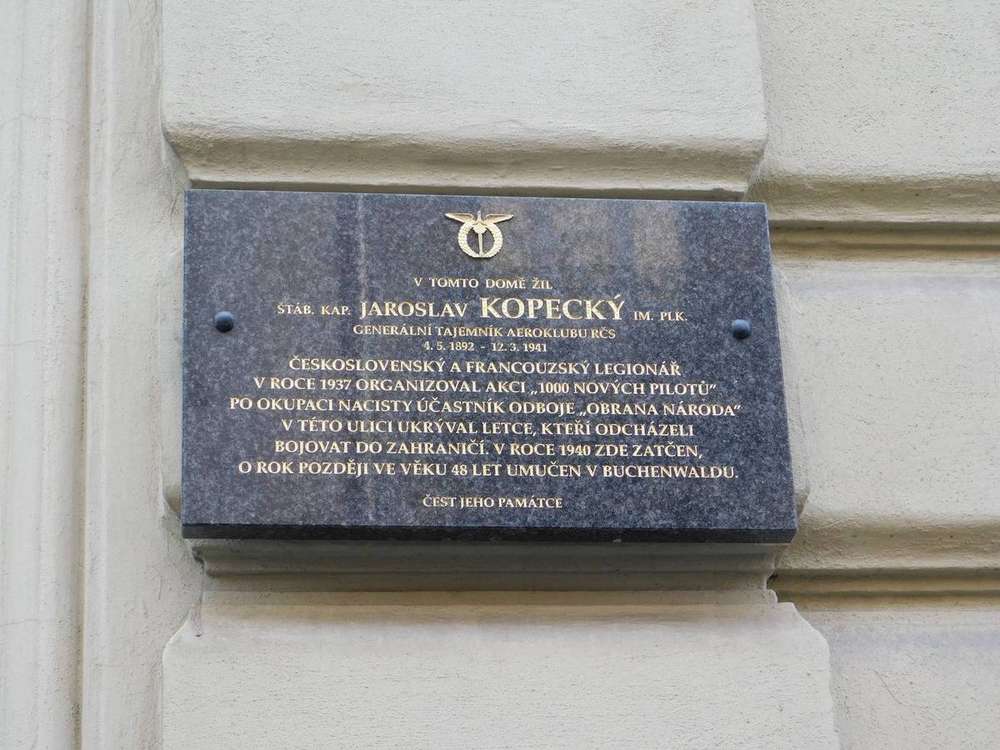 V TOMTO DOMĚ ŽIL
ŠTÁB. KAP. JAROSLAV KOPECKÝ IM. PLK.
GENERÁLNÍ TAJEMNÍK AEROKLUBU RČS
4. 5. 1892 - 12. 3. 1941
ČESKOSLOVENSKÝ A FRANCOUZSKÝ LEGIONÁŘ
V ROCE 1937 ORGANIZOVAL AKCI „1000 NOVÝCH PILOTŮ"
PO OKUPACI NACISTY ÚČASTNÍK ODBOJE „OBRANA NÁRODA"
V TÉTO ULICI UKRÝVAL LETCE, KTEŘÍ ODCHÁZELI
BOJOVAT DO ZAHRANIČÍ. V ROCE 1940 ZDE ZATČEN,
O ROK POZDĚJI VE VĚKU 48 LET UMUČEN V BUCHENWALDU.
ČEST JEHO PAMÁTCE